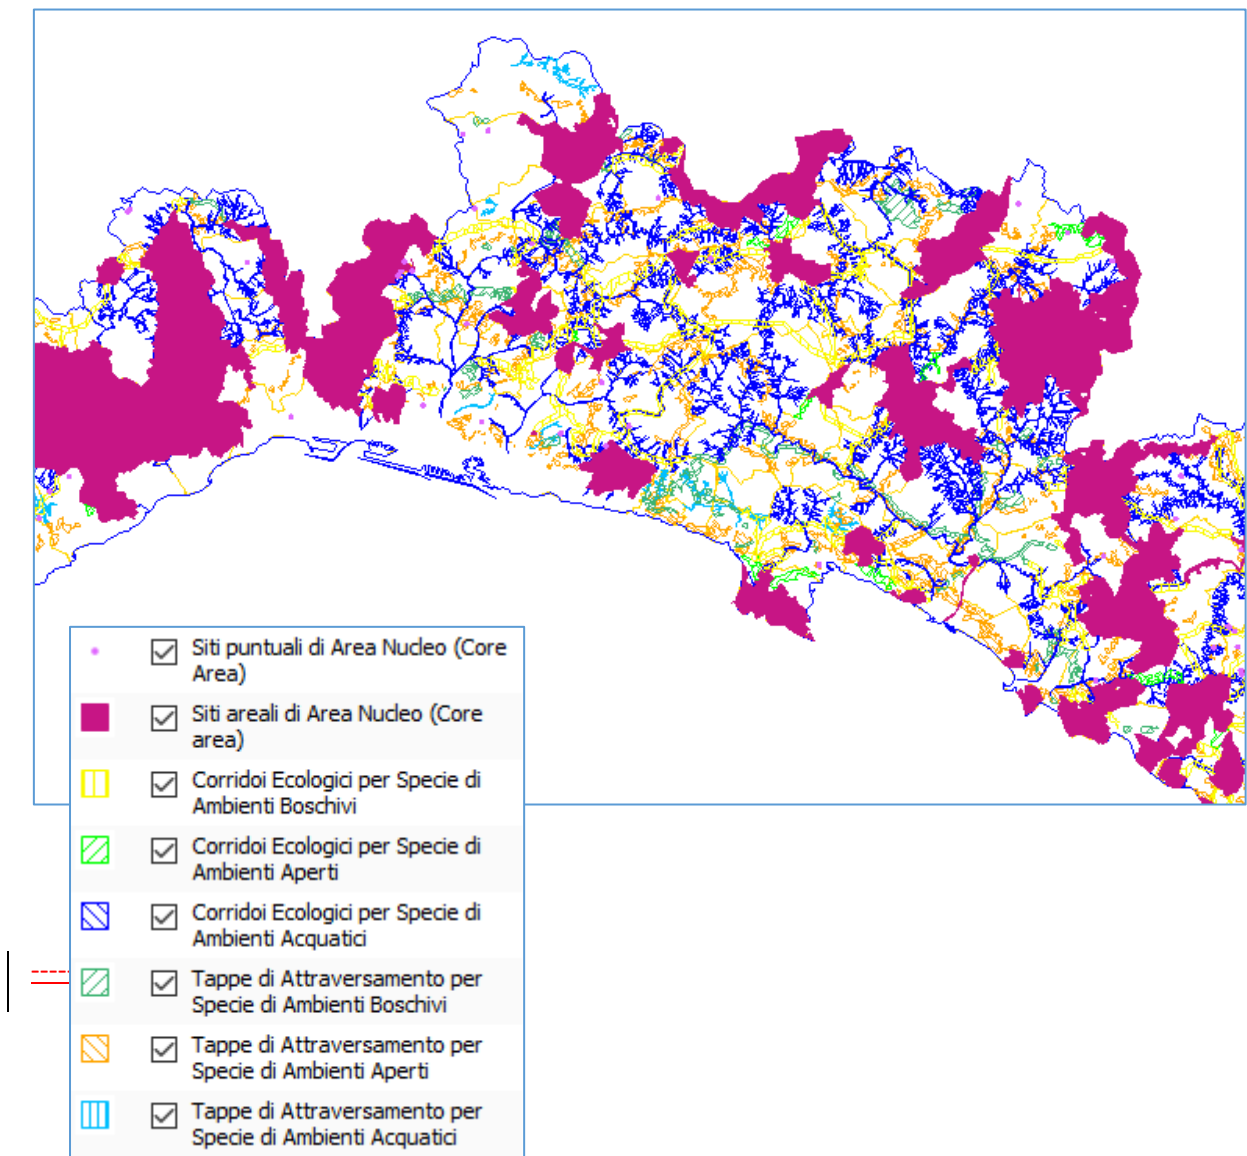 Siti puntuali di Area Nucleo (Core
Area)
Siti areali di Area Nucleo (Core
area)
Corridoi Ecologici per Specie di
Ambienti Boschivi
Corridoi Ecologici per Specie di
Ambienti Aperti
Corridoi Ecologici per Specie di
Ambienti Acquatici
Tappe di Attraversamento per
Specie di Ambienti Boschivi
Tappe di Attraversamento per
Specie di Ambienti Aperti
Tappe di Attraversamento per
Specie di Ambienti Acquatici